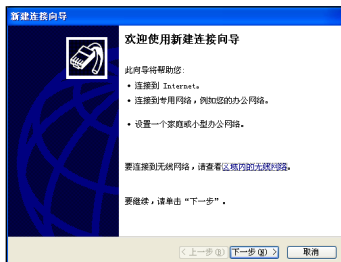 新建连接向导
欢迎使用新建连接向导
此向导将帮助您:
• 连接到 Internet。
• 连接到专用网络，例如您的办公网络。
• 设置一个家庭或小型办公网络。
要连接到无线网络，请查看区域内的无线网络。
要继续，请单击“下一步”。
< 上一步(B) 下一步(N) > 取消